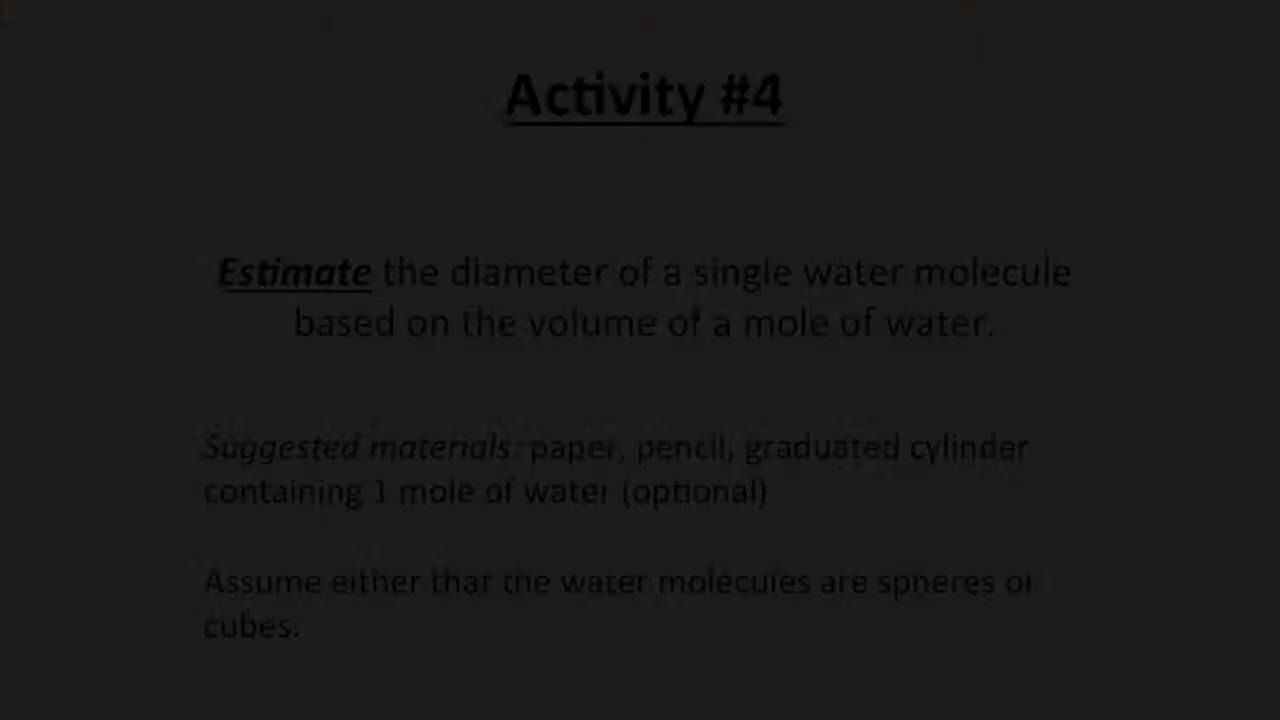 Activity #4
Estimate the diameter of a single water molecule
based on the volume of a mole of water.
Suggested materials: paper, pencil, graduated cylinder
containing 1 mole of water (optional)
Assume either that the water molecules are spheres or
cubes.